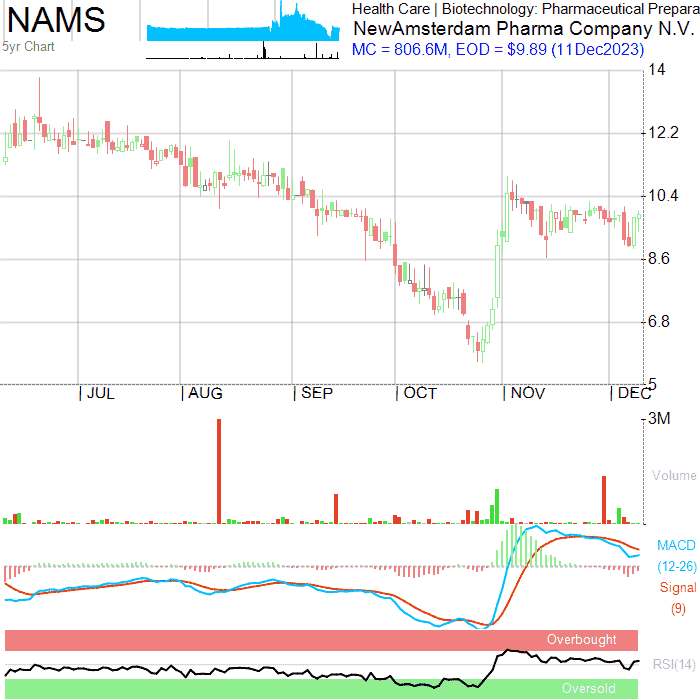 NAMS
5yr Chart
Health Care | Biotechnology: Pharmaceutical Prepara
NewAmsterdam Pharma Company N.V.
MC = 806.6M, EOD = $9.89 (11Dec2023)
14
12.2
10.4
8.6
6.8
5
JUL AUG SEP OCT NOV DEC
3M
Volume
MACD
(12-26)
Signal
(9)
Overbought
RSI(14)
Oversold